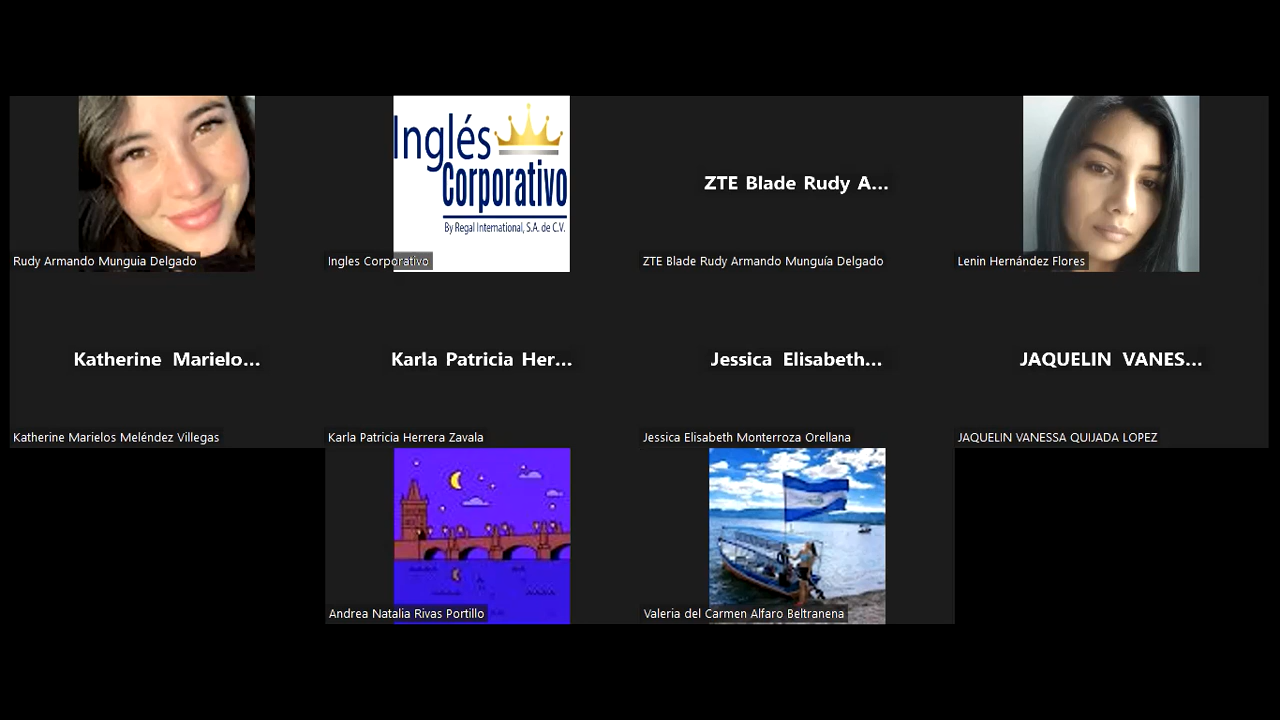 Inglés
Corporativo
By Regal International, S.A. de C.V.
ZTE Blade Rudy A...
Rudy Armando Munguia Delgado
Ingles Corporativo
ZTE Blade Rudy Armando Munguía Delgado
Lenin Hernández Flores
Katherine Marielo...
Karla Patricia Her...
Jessica Elisabeth...
JAQUELIN VANES...
Katherine Marielos Meléndez Villegas
Karla Patricia Herrera Zavala
Jessica Elisabeth Monterroza Orellana
JAQUELIN VANESSA QUIJADA LOPEZ
Andrea Natalia Rivas Portillo
Valeria del Carmen Alfaro Beltranena